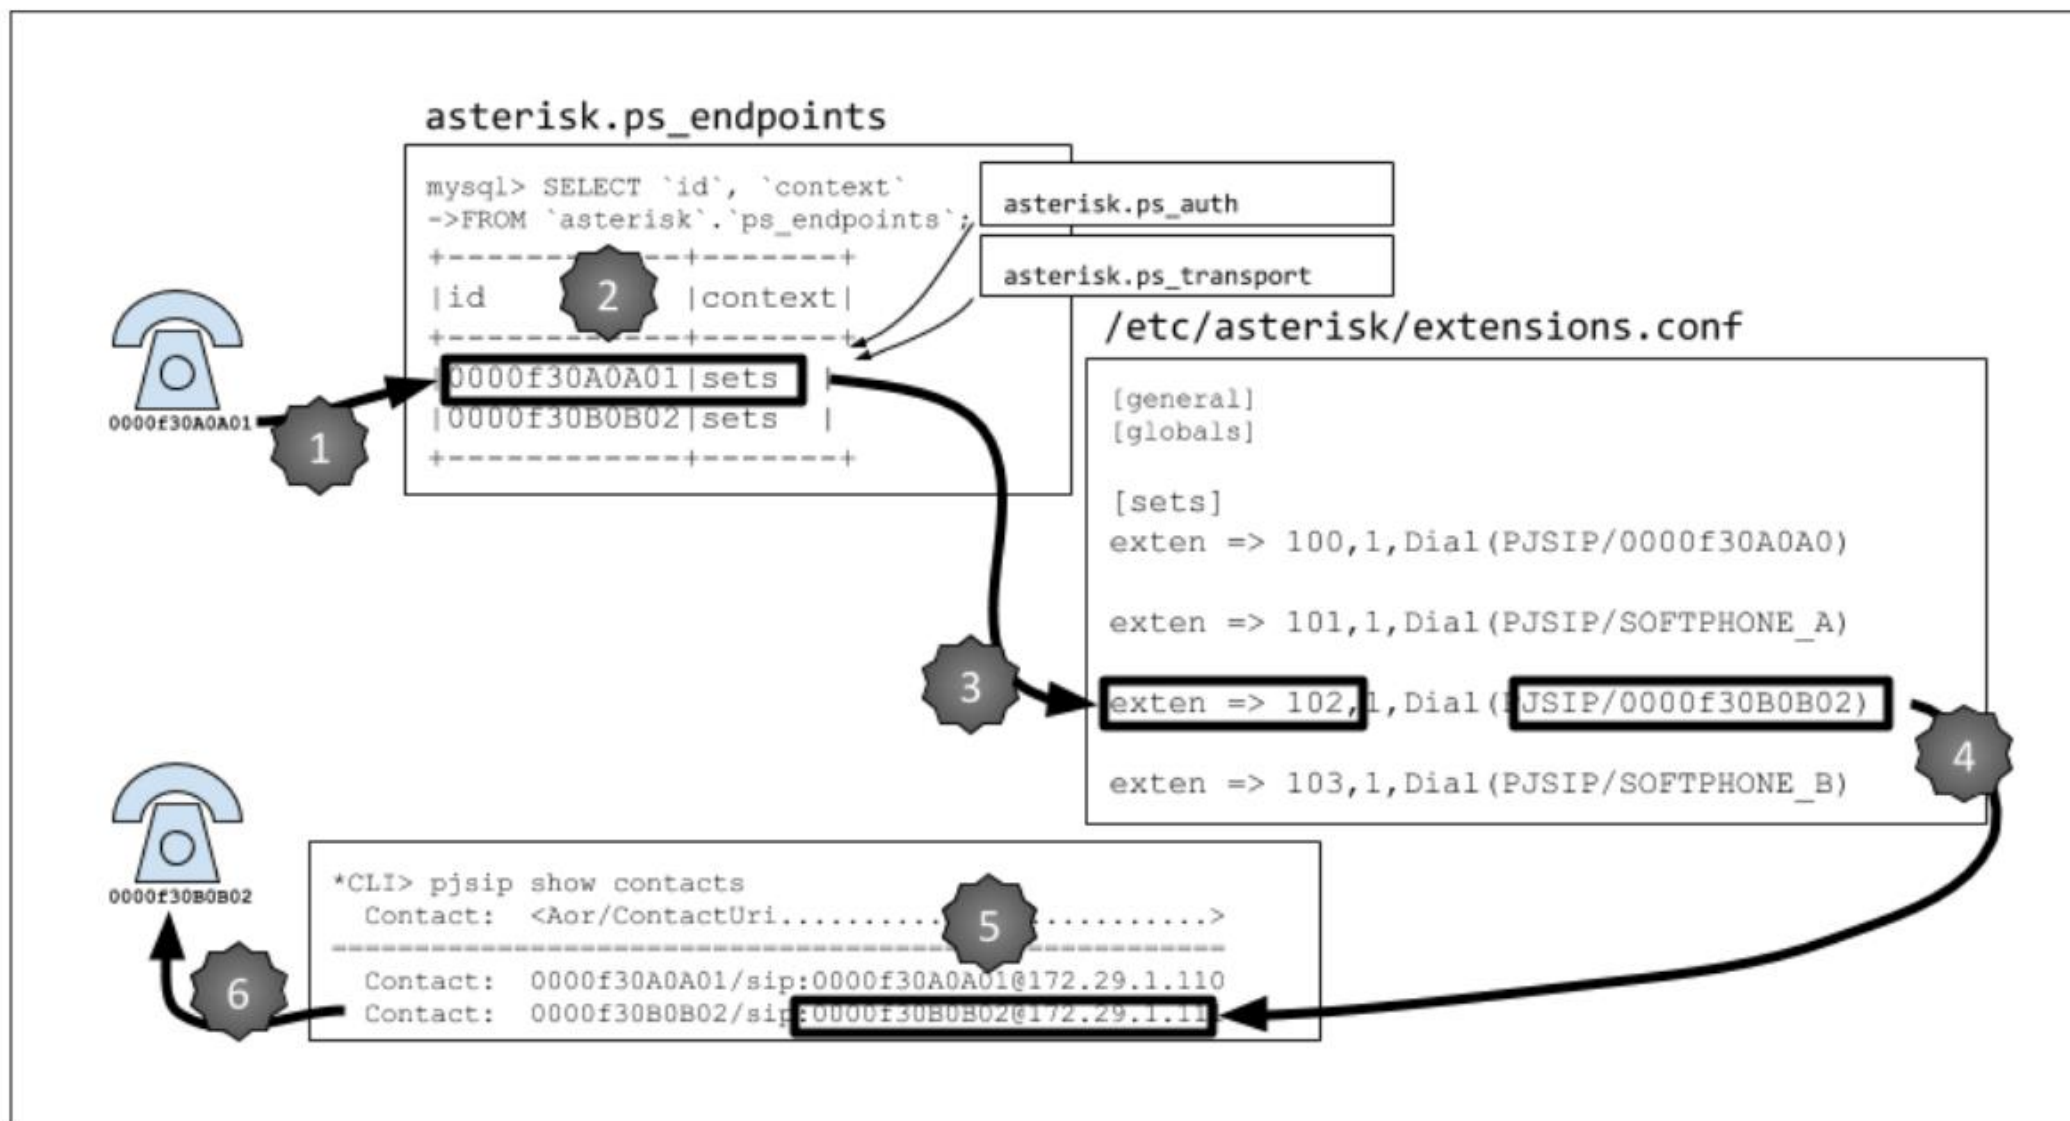 asterisk.ps_endpoints
mysql> SELECT `id`, `context`
->FROM `asterisk`.`ps_endpoints`;
asterisk.ps_auth
asterisk.ps_transport
+------------+-------+
|id |context|
+------------+-------+
|0000f30A0A01|sets |
|0000f30B0B02|sets |
+------------+-------+
2
0000f30A0A01
1
/etc/asterisk/extensions.conf
[general]
[globals]
[sets]
exten => 100,1,Dial(PJSIP/0000f30A0A0)
exten => 101,1,Dial(PJSIP/SOFTPHONE_A)
exten => 102,1,Dial(PJSIP/0000f30B0B02)
exten => 103,1,Dial(PJSIP/SOFTPHONE_B)
3
4
0000f30B0B02
*CLI> pjsip show contacts
Contact: <Aor/ContactUri..........................>
5
==========================================
Contact: 0000f30A0A01/sip:0000f30A0A01@172.29.1.110
Contact: 0000f30B0B02/sip:0000f30B0B02@172.29.1.11
6